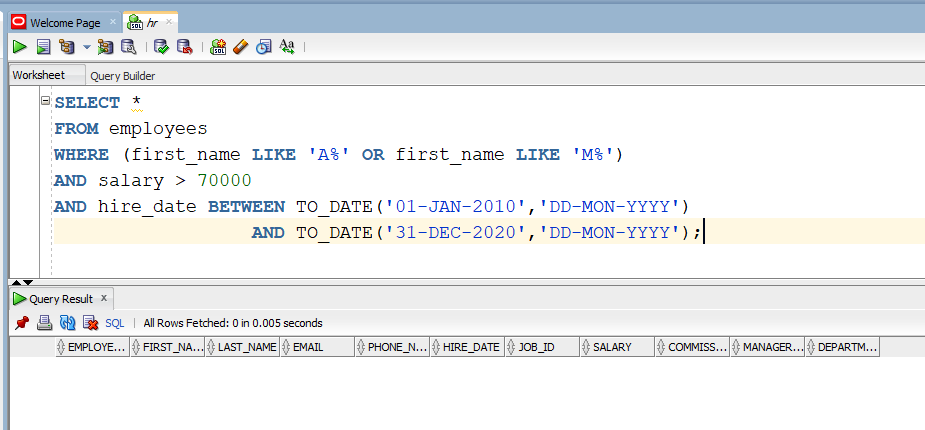 Welcome Page
hr
Worksheet Query Builder
SELECT *
FROM employees
WHERE (first_name LIKE 'A%' OR first_name LIKE 'M%')
AND salary > 70000
AND hire_date BETWEEN TO_DATE('01-JAN-2010','DD-MON-YYYY')
AND TO_DATE('31-DEC-2020','DD-MON-YYYY');
Query Result x
SQL | All Rows Fetched: 0 in 0.005 seconds
EMPLOYE... FIRST_NA... LAST_NAME EMAIL PHONE_N... HIRE_DATE JOB_ID SALARY COMMISS... MANAGER... DEPARTM...